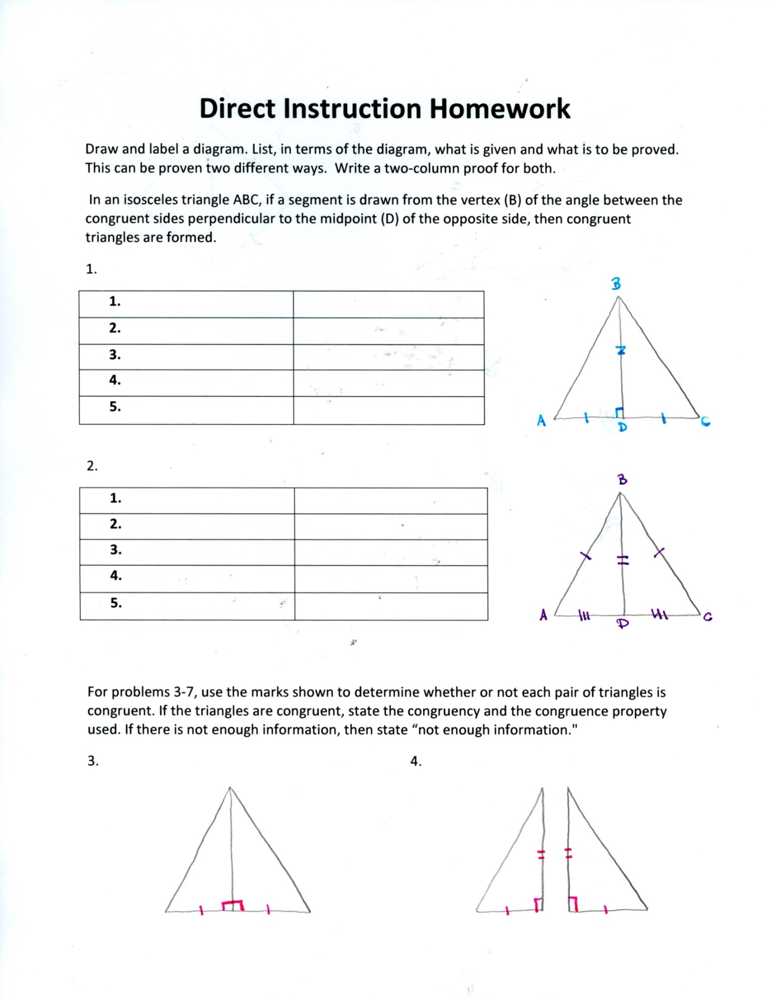 Direct Instruction Homework
Draw and label a diagram. List, in terms of the diagram, what is given and what is to be proved.
This can be proven two different ways.  Write a two-column proof for both.
In an isosceles triangle ABC, if a segment is drawn from the vertex (B) of the angle between the
congruent sides perpendicular to the midpoint (D) of the opposite side, then congruent
triangles are formed.
1.
1.
2.
3.
4.
5.
B
A
D
C
2.
1.
2.
3.
4.
5.
B
A
D
C
For problems 3-7, use the marks shown to determine whether or not each pair of triangles is
congruent. If the triangles are congruent, state the congruency and the congruence property
used. If there is not enough information, then state “not enough information."
3.
4.